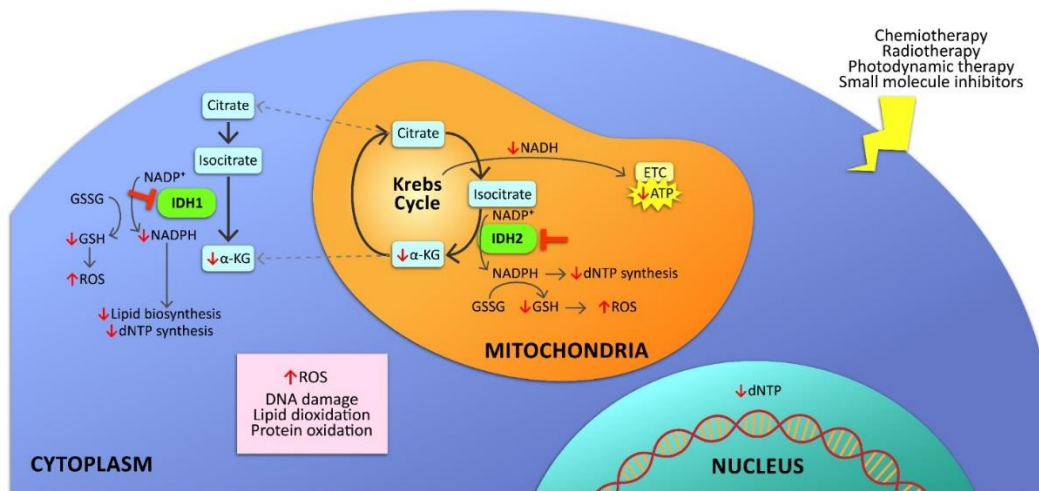 Chemiotherapy
Radiotherapy
Photodynamic therapy
Small molecule inhibitors
Citrate
Isocitrate
NADP⁺
IDH1
GSSG
↓GSH
↓NADPH
↑ROS
↓α-KG
↓Lipid biosynthesis
↓dNTP synthesis
Citrate
↓NADH
ETC
↓ATP
Krebs
Cycle
Isocitrate
NADP⁺
IDH2
↓α-KG
NADPH → ↓dNTP synthesis
GSSG ↓GSH → ↑ROS
MITOCHONDRIA
↑ROS
DNA damage
Lipid dioxidation
Protein oxidation
CYTOPLASM
↓dNTP
NUCLEUS